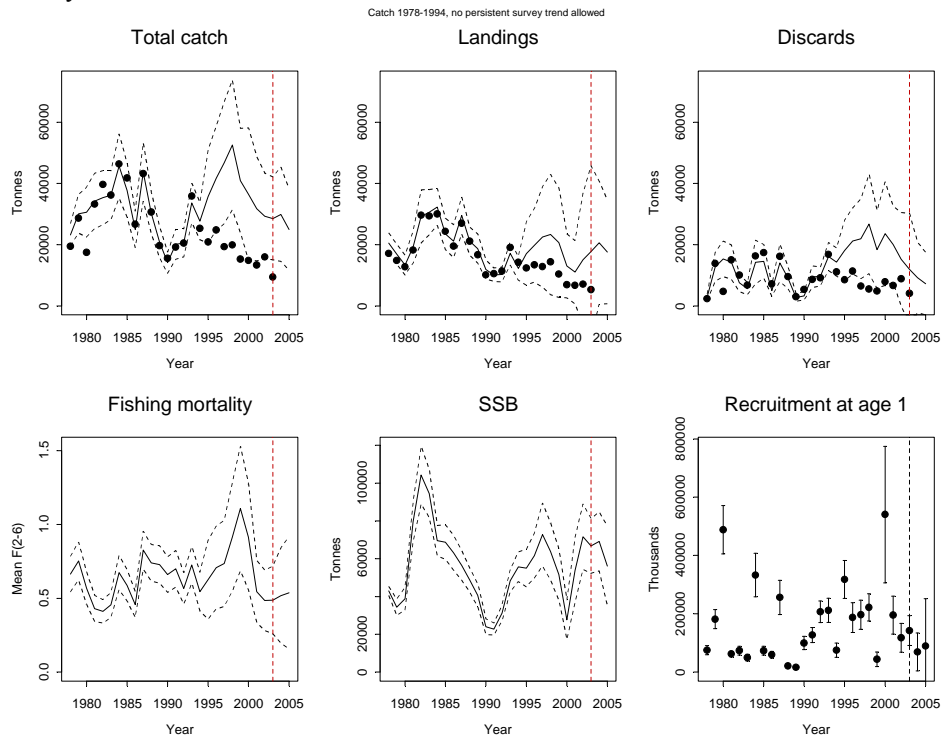 Catch 1978-1994, no persistent survey trend allowed
Total catch
Landings
Discards
Tonnes
0 20000 40000 60000
1980 1985 1990 1995 2000 2005
Year
Tonnes
0 20000 40000 60000
1980 1985 1990 1995 2000 2005
Year
Tonnes
0 20000 40000 60000
1980 1985 1990 1995 2000 2005
Year
Fishing mortality
SSB
Recruitment at age 1
Mean F(2-6)
0.0 0.5 1.0 1.5
1980 1985 1990 1995 2000 2005
Year
Tonnes
0 20000 60000 100000
1980 1985 1990 1995 2000 2005
Year
Thousands
0 200000 400000 600000 800000
1980 1985 1990 1995 2000 2005
Year